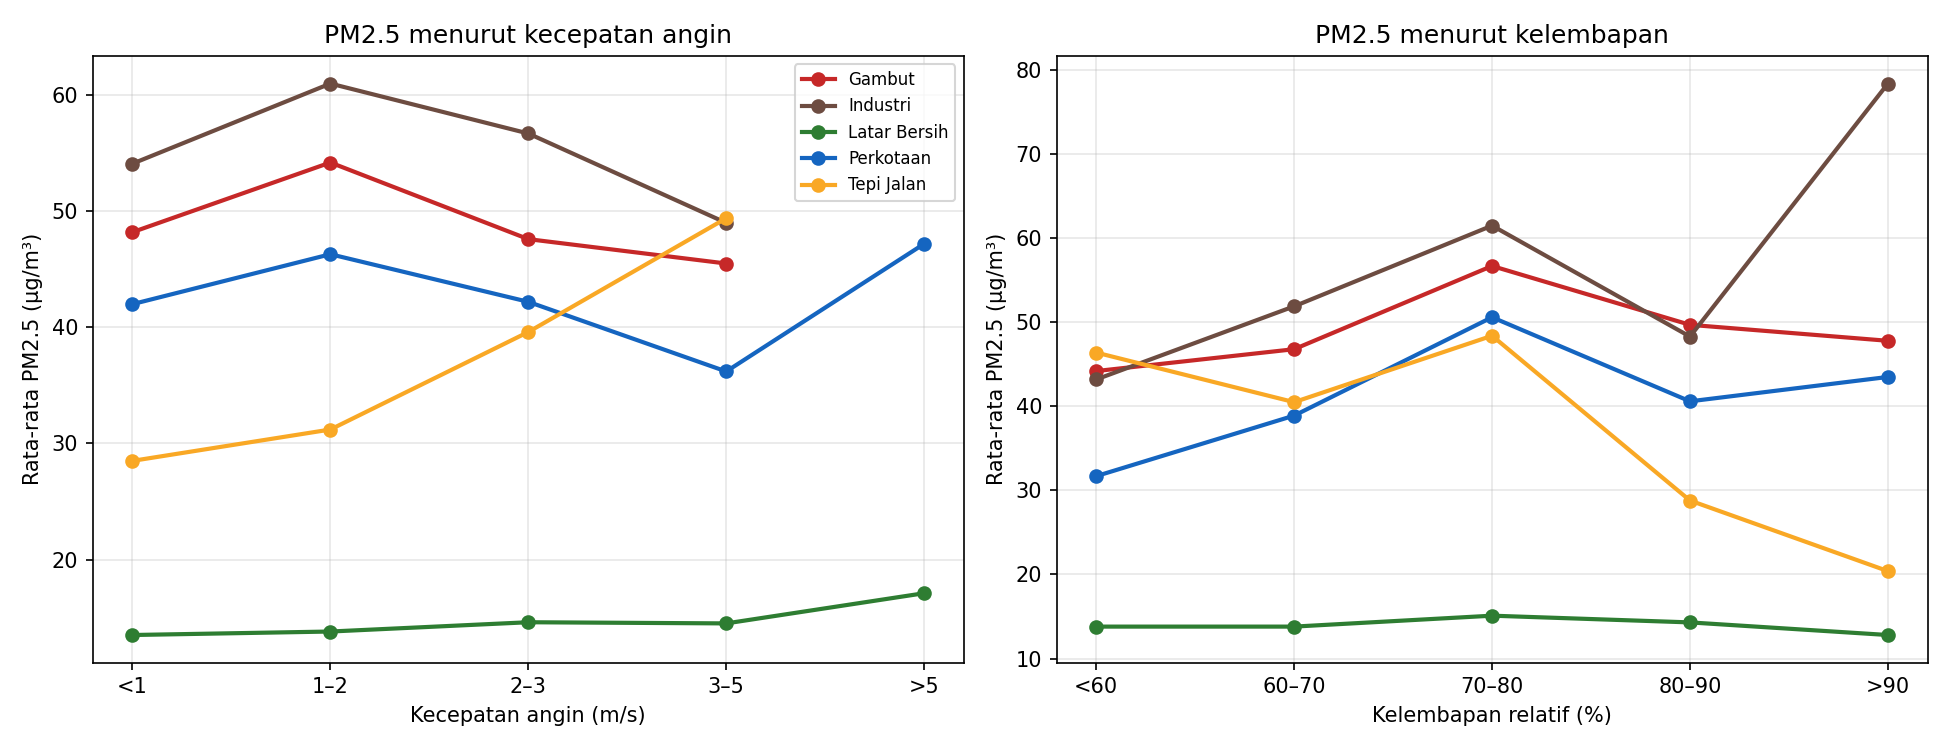 PM2.5 menurut kecepatan angin
60
50
40
30
20
Rata-rata PM2.5 (µg/m³)
<1
1–2
2–3
3–5
>5
Kecepatan angin (m/s)
Gambut
Industri
Latar Bersih
Perkotaan
Tepi Jalan
PM2.5 menurut kelembapan
80
70
60
50
40
30
20
10
Rata-rata PM2.5 (µg/m³)
<60
60–70
70–80
80–90
>90
Kelembapan relatif (%)